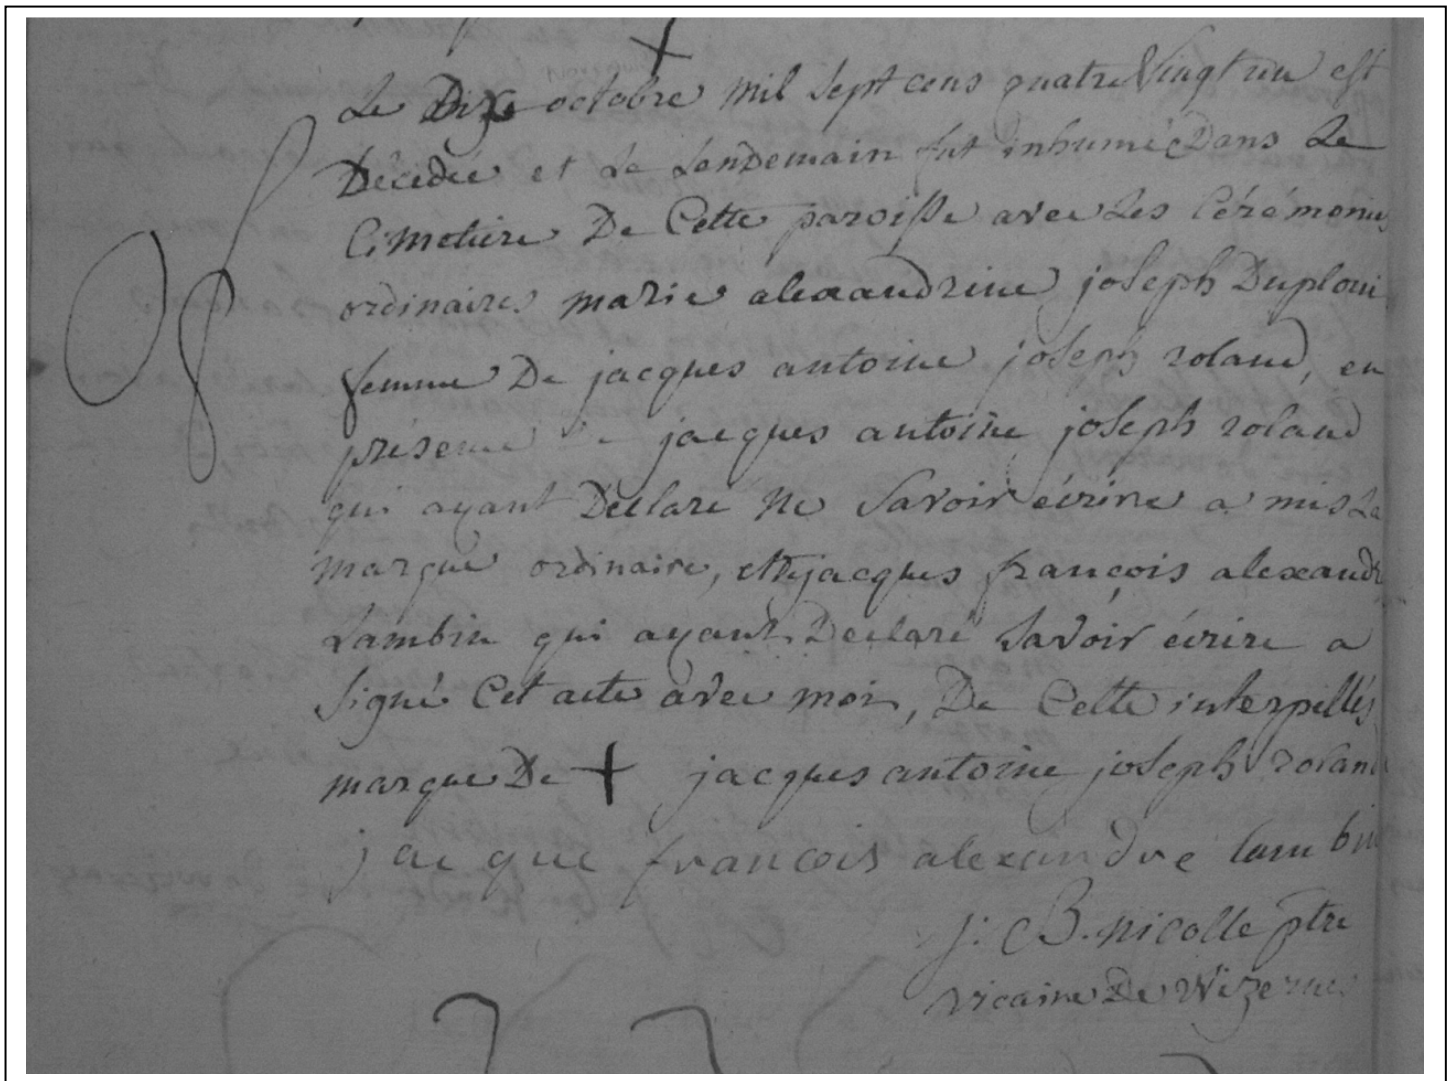 Le Dix octobre mil sept cens quatre Vingt un est
Décédée et Le Lendemain fut inhumé Dans Le
Cimetiere De Cette paroisse avec Les Cérémonies
ordinaires marie alexandrine joseph Duploui
femme De jacques antoine joseph roland, en
présence De jacques antoine joseph roland
qui ayant Déclaré Ne Savoir écrire a mis Sa
marque ordinaire, et De jacques françois alexandre
Lambin qui ayant Declaré Savoir écrire a
Signé Cet acte avec moi, De Cette interpellés
marque De + jacques antoine joseph roland
jacque francois alexandre lambin
j: B. nicolle ptre
vicaire De Wizernes